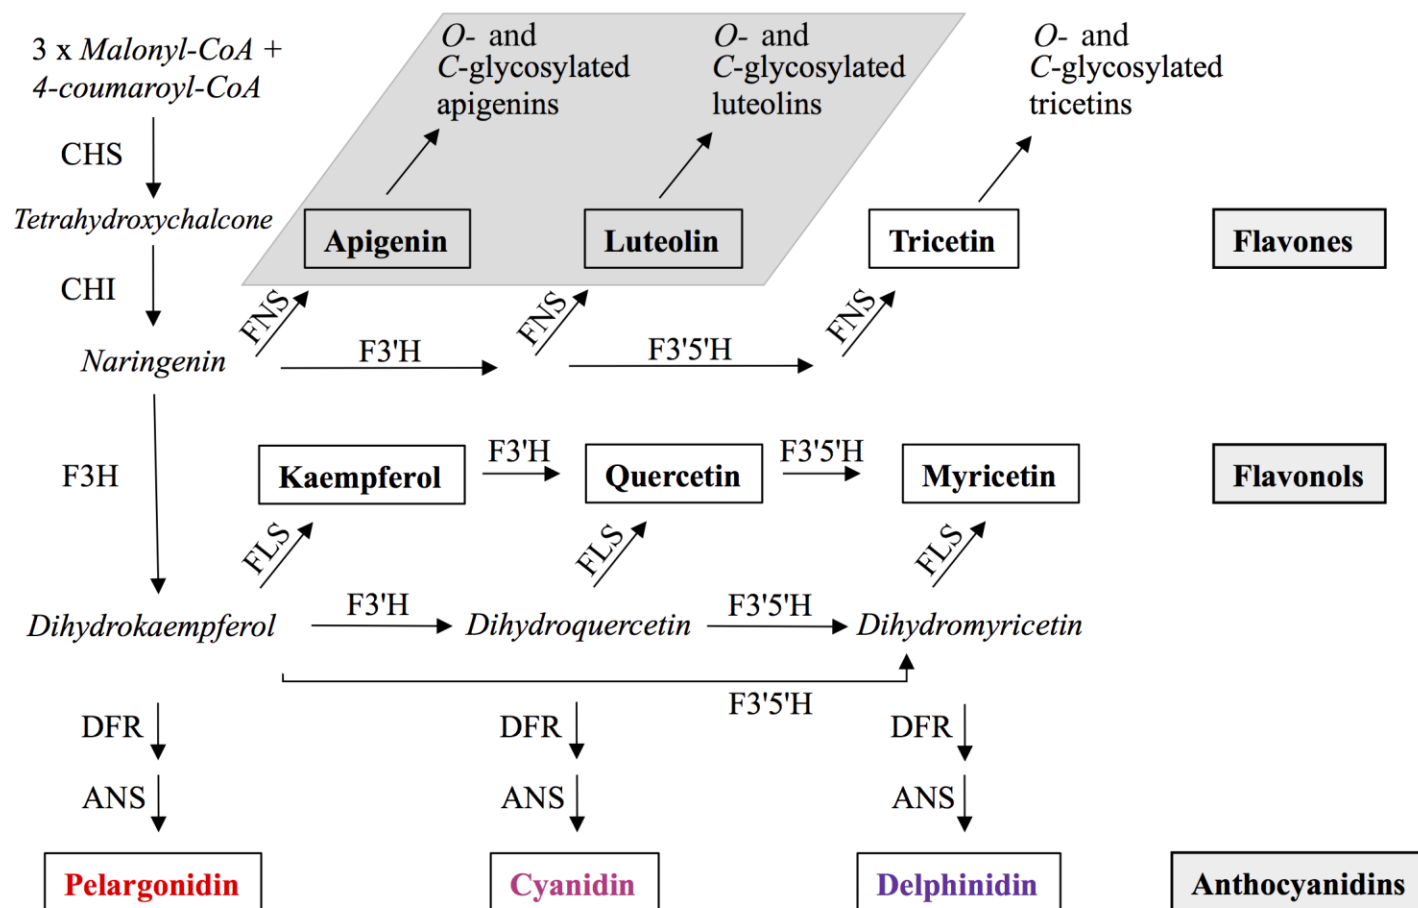 3 x Malonyl-CoA +
4-coumaroyl-CoA
O- and
C-glycosylated
apigenins
O- and
C-glycosylated
luteolins
O- and
C-glycosylated
tricetins
CHS
Tetrahydroxychalcone
Apigenin
Luteolin
Tricetin
Flavones
CHI
FNS
FNS
FNS
Naringenin
F3'H
F3'5'H
F3H
Kaempferol
F3'H
Quercetin
F3'5'H
Myricetin
Flavonols
FLS
FLS
FLS
Dihydrokaempferol
F3'H
Dihydroquercetin
F3'5'H
Dihydromyricetin
F3'5'H
DFR
DFR
DFR
ANS
ANS
ANS
Pelargonidin
Cyanidin
Delphinidin
Anthocyanidins